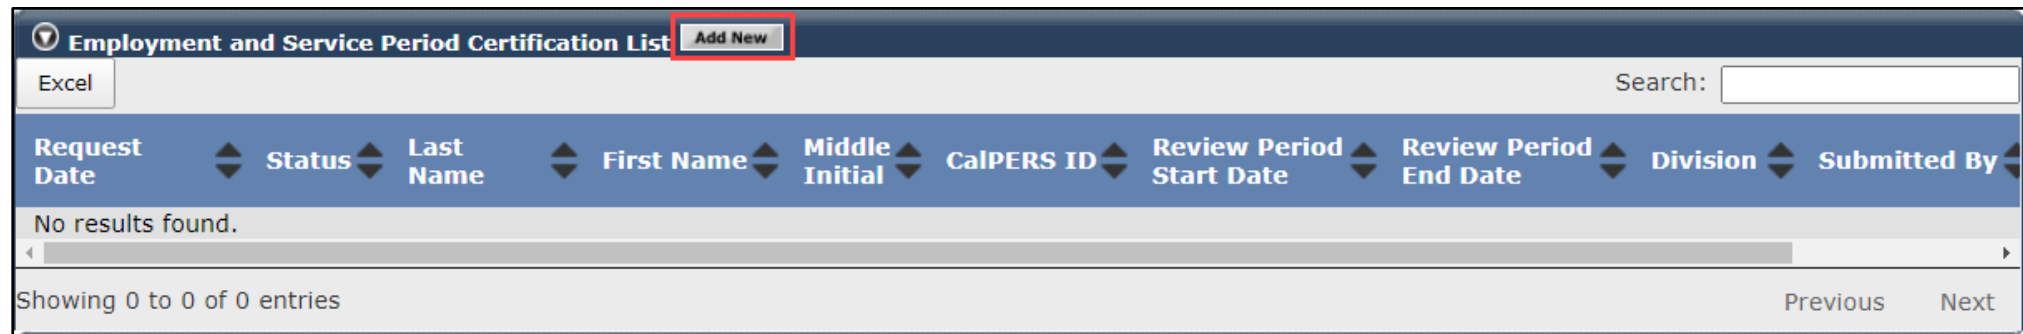 Employment and Service Period Certification List Add New
Excel Search:
Request Date Status Last Name First Name Middle Initial CalPERS ID Review Period Start Date Review Period End Date Division Submitted By
No results found.
Showing 0 to 0 of 0 entries Previous Next